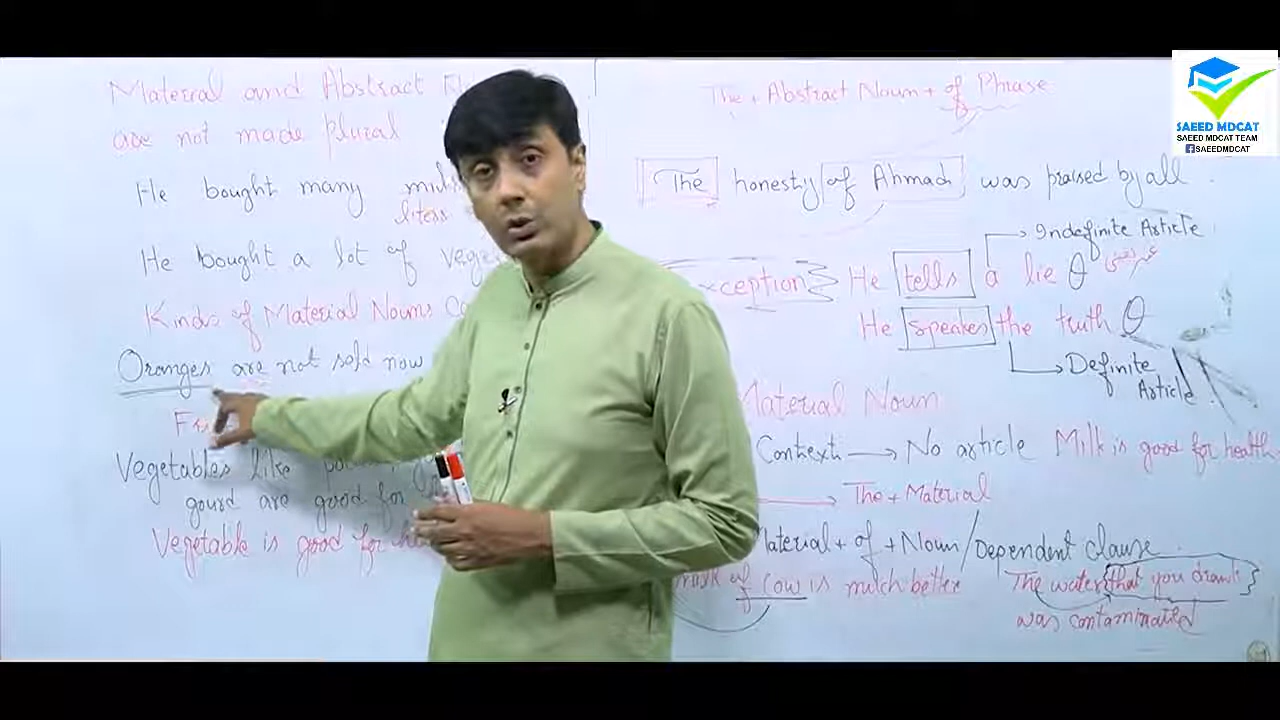 Material and Abstract
are not made plural
He bought many
liters
He bought a lot of
Kinds of Material Nouns
Oranges are not sold now
Vegetables like
gourd are good for
Vegetable is good for
The + Abstract Noun + of Phrase
The honesty of Ahmad was praised by all .
Indefinite Article
He tells a lie θ
He speakes the truth θ
Definite
Article
Material Noun
Context → No article Milk is good for health
The + Material
Material + of + Noun / Dependent clause .
of cow is much better
The water that you drank
was contaminated
SAEED MDCAT
SAEED MDCAT TEAM
SAEEDMDCAT